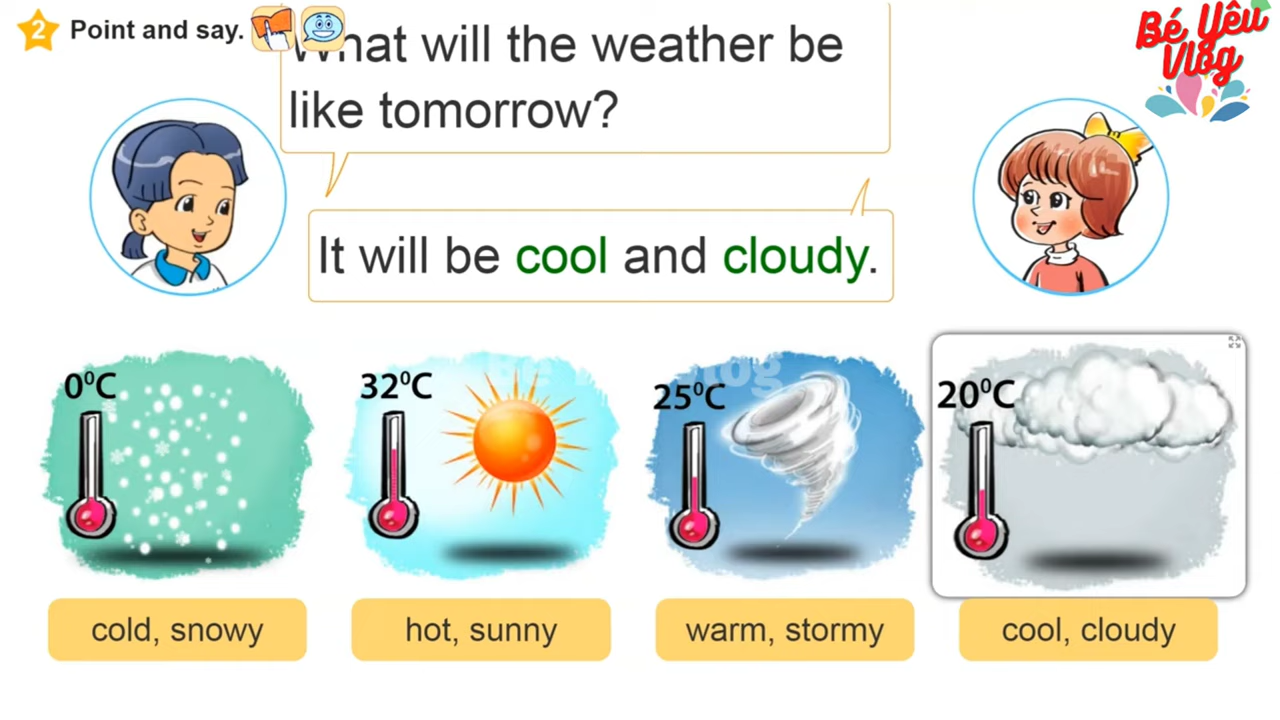 2 Point and say.
What will the weather be
like tomorrow?
It will be cool and cloudy.
Bé Yêu
Vlog
0⁰C
32⁰C
25⁰C
20⁰C
cold, snowy
hot, sunny
warm, stormy
cool, cloudy